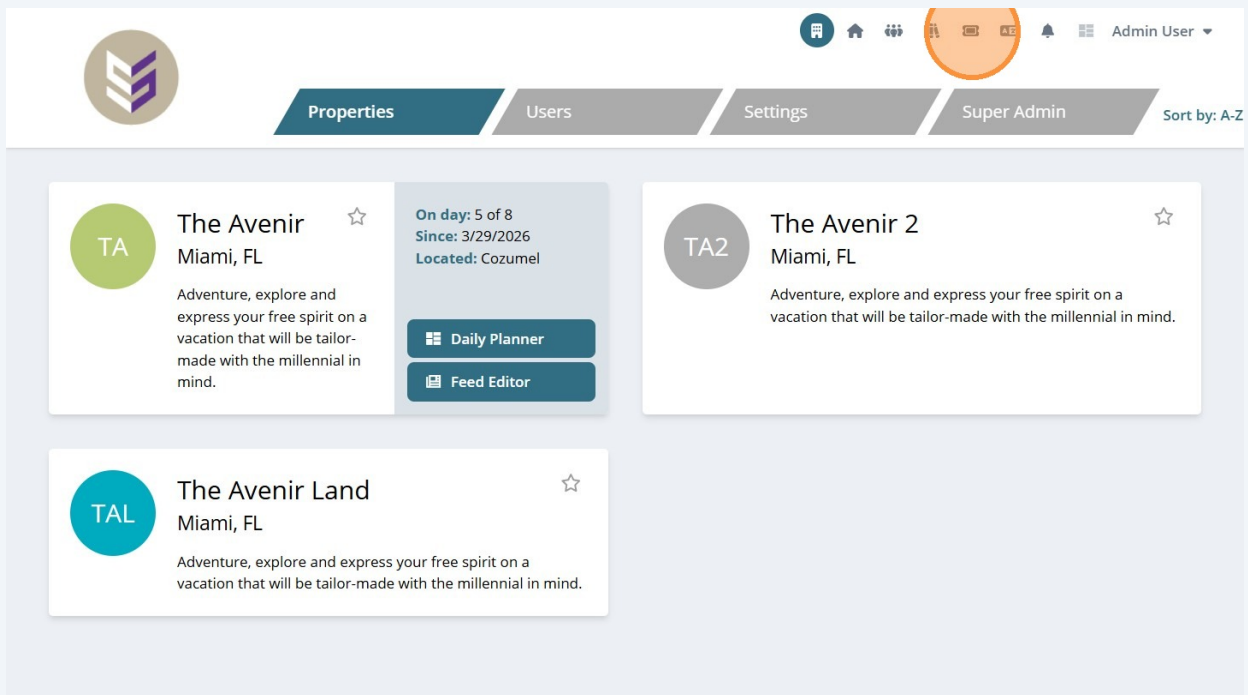 Admin User
Properties
Users
Settings
Super Admin
Sort by: A-Z
TA
The Avenir
Miami, FL
Adventure, explore and
express your free spirit on a
vacation that will be tailor-
made with the millennial in
mind.
On day: 5 of 8
Since: 3/29/2026
Located: Cozumel
Daily Planner
Feed Editor
TA2
The Avenir 2
Miami, FL
Adventure, explore and express your free spirit on a
vacation that will be tailor-made with the millennial in mind.
TAL
The Avenir Land
Miami, FL
Adventure, explore and express your free spirit on a
vacation that will be tailor-made with the millennial in mind.